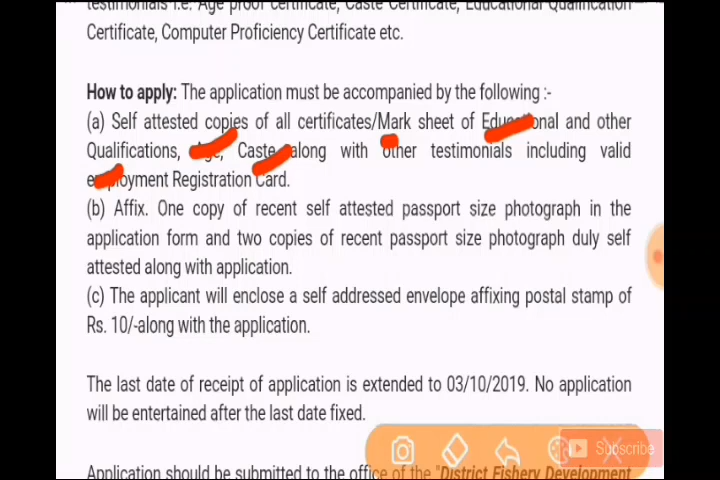 testimonials i.e. Age proof certificate, Caste Certificate, Educational Qualification
Certificate, Computer Proficiency Certificate etc.
How to apply: The application must be accompanied by the following :-
(a) Self attested copies of all certificates/Mark sheet of Educational and other
Qualifications, Age, Caste along with other testimonials including valid
employment Registration Card.
(b) Affix. One copy of recent self attested passport size photograph in the
application form and two copies of recent passport size photograph duly self
attested along with application.
(c) The applicant will enclose a self addressed envelope affixing postal stamp of
Rs. 10/-along with the application.
The last date of receipt of application is extended to 03/10/2019. No application
will be entertained after the last date fixed.
Subscribe
Application should be submitted to the office of the "District Fishery Development